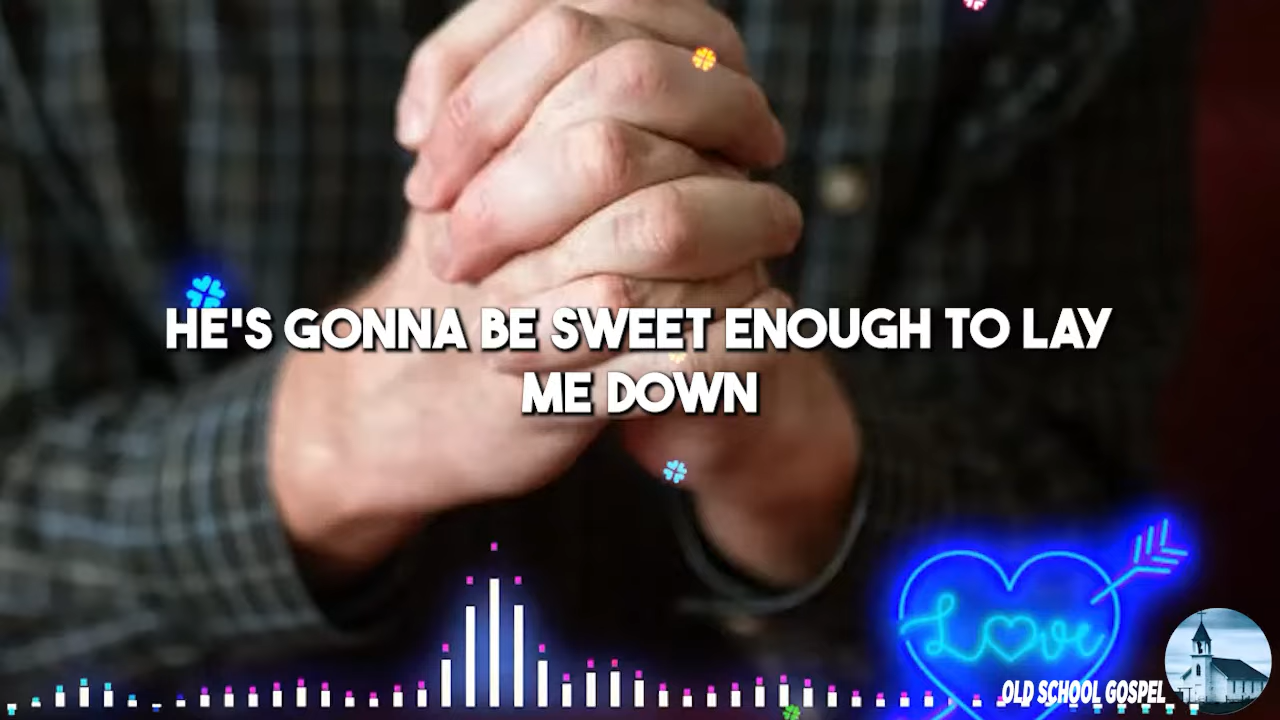 HE'S GONNA BE SWEET ENOUGH TO LAY
ME DOWN
Love
OLD SCHOOL GOSPEL